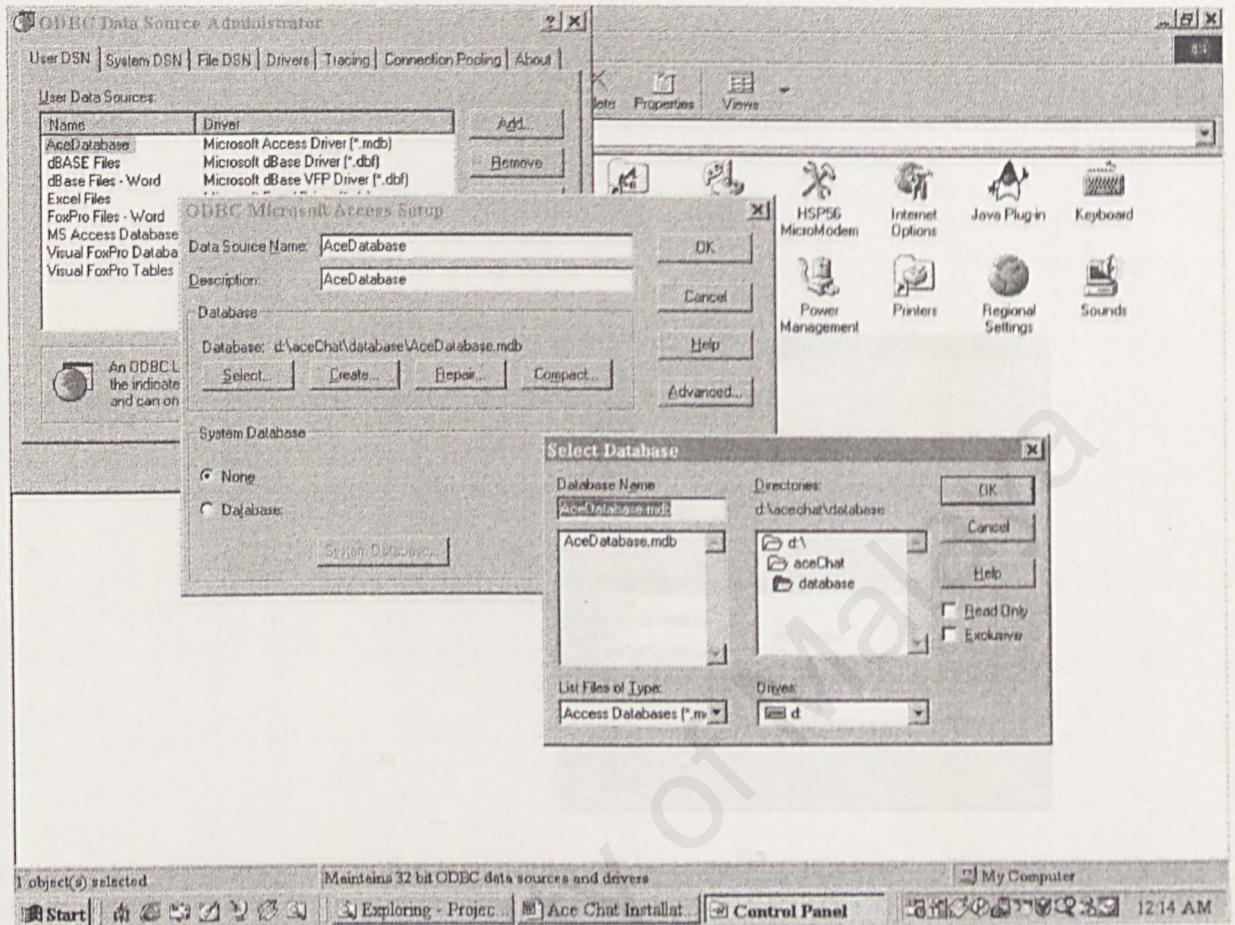 ODBC Data Source Administrator
User DSN System DSN File DSN Drivers Tracing Connection Pooling About
User Data Sources:
Name Driver
AceDatabase Microsoft Access Driver (*.mdb)
dBASE Files Microsoft dBase Driver (*.dbf)
dBase Files - Word Microsoft dBase VFP Driver (*.dbf)
Excel Files
FoxPro Files - Word
MS Access Database
Visual FoxPro Databa
Visual FoxPro Tables
Add...
Remove
An ODBC
the indicate
and can on
lete Properties Views
HSP56 MicroModem
Internet Options
Java Plug-in
Keyboard
Power Management
Printers
Regional Settings
Sounds
ODBC Microsoft Access Setup
Data Source Name: AceDatabase
Description: AceDatabase
Database
Database: d:\aceChat\database\AceDatabase.mdb
Select... Create... Repair... Compact...
System Database
None
Database:
System Database...
OK
Cancel
Help
Advanced...
Select Database
Database Name
AceDatabase.mdb
AceDatabase.mdb
List Files of Type:
Access Databases (*.m
Directories:
d:\acechat\database
d:\
aceChat
database
Drives:
d:
OK
Cancel
Help
Read Only
Exclusive
of Mala a
1 object(s) selected Maintains 32 bit ODBC data sources and drivers My Computer
Start Exploring - Projec... Ace Chat Installat... Control Panel 12:14 AM